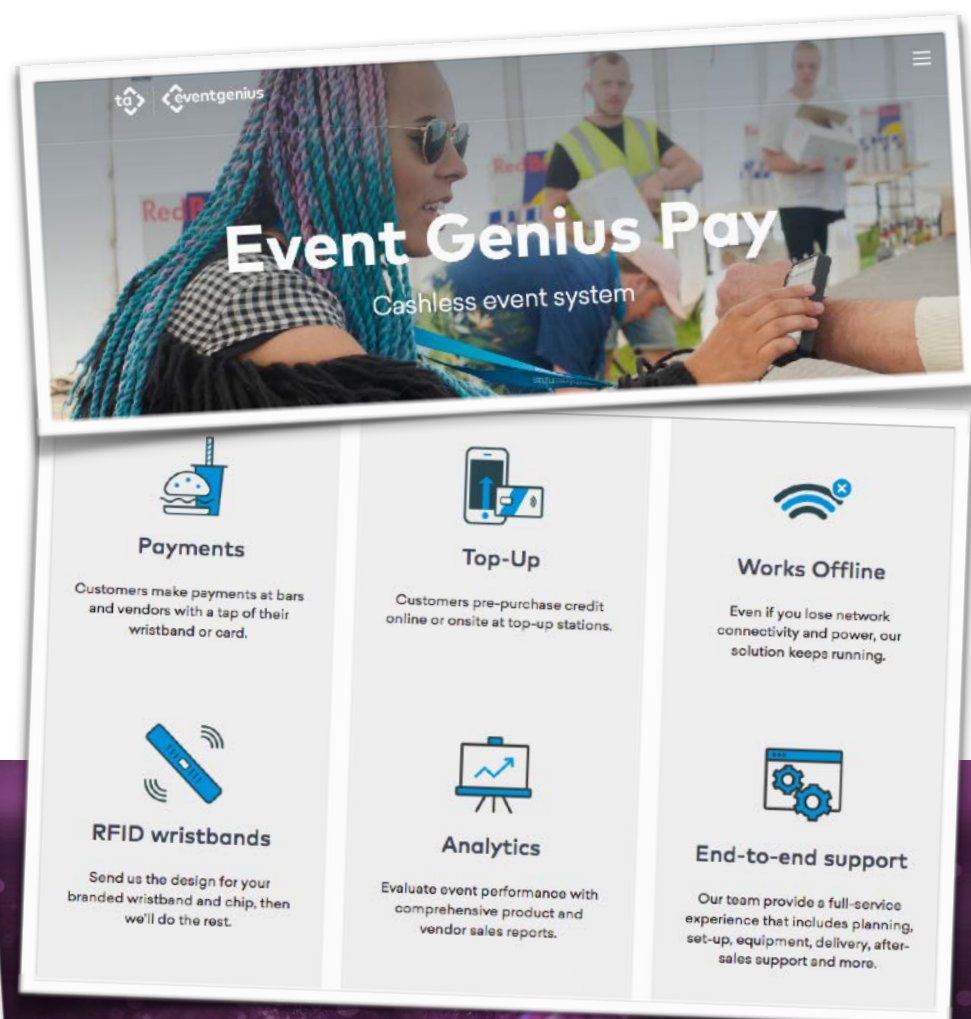 ta eventgenius
Red
Red B
Event Genius Pay
Cashless event system
Payments
Customers make payments at bars
and vendors with a tap of their
wristband or card.
Top-Up
Customers pre-purchase credit
online or onsite at top-up stations.
Works Offline
Even if you lose network
connectivity and power, our
solution keeps running.
RFID wristbands
Send us the design for your
branded wristband and chip, then
we'll do the rest.
Analytics
Evaluate event performance with
comprehensive product and
vendor sales reports.
End-to-end support
Our team provide a full-service
experience that includes planning,
set-up, equipment, delivery, after-
sales support and more.